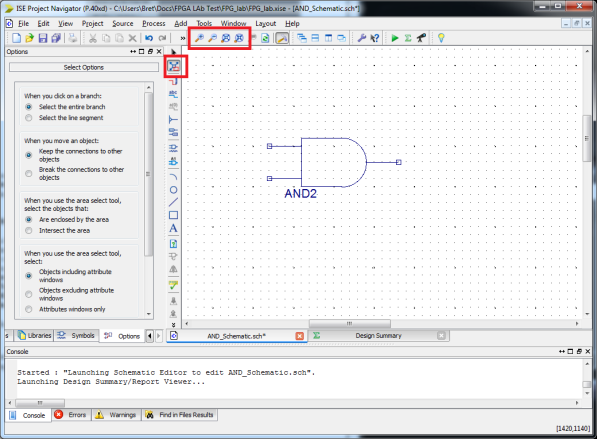 ISE Project Navigator (P.40xd) - C:\Users\Bret\Docs\FPGA LAB Test\FPG_lab\FPG_lab.xise - [AND_Schematic.sch*]
File Edit View Project Source Process Add Tools Window Layout Help
Options
Select Options
When you click on a branch:
Select the entire branch
Select the line segment
When you move an object:
Keep the connections to other
objects
Break the connections to other
objects
When you use the area select tool,
select the objects that:
Are enclosed by the area
Intersect the area
When you use the area select tool,
select:
Objects including attribute
windows
Objects excluding attribute
windows
Attributes windows only
AND2
Libraries Symbols Options
AND_Schematic.sch* Design Summary
Console
Started : "Launching Schematic Editor to edit AND_Schematic.sch".
Launching Design Summary/Report Viewer...
Console Errors Warnings Find in Files Results
[1420,1140]